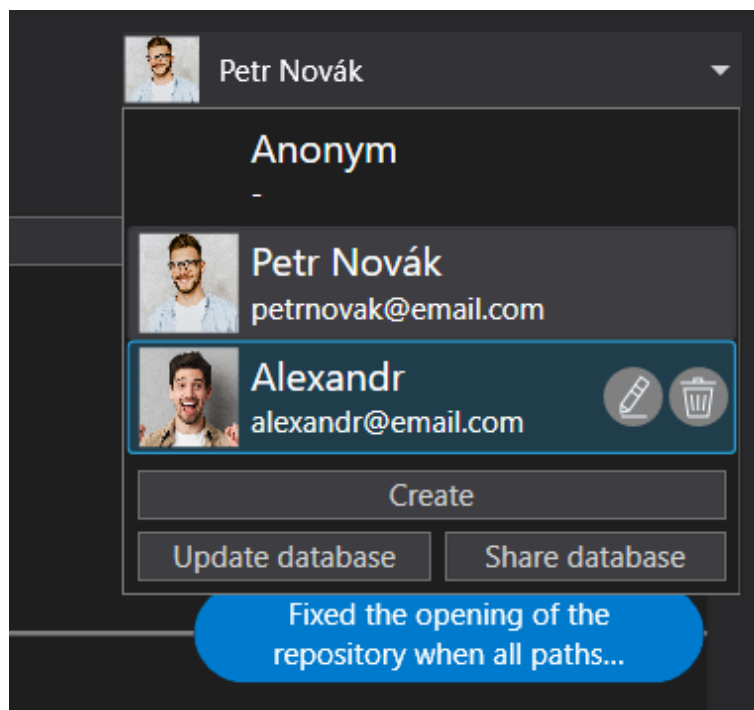 Petr Novák
Anonym
-
Petr Novák
petrnovak@email.com
Alexandr
alexandr@email.com
Create
Update database
Share database
Fixed the opening of the
repository when all paths...